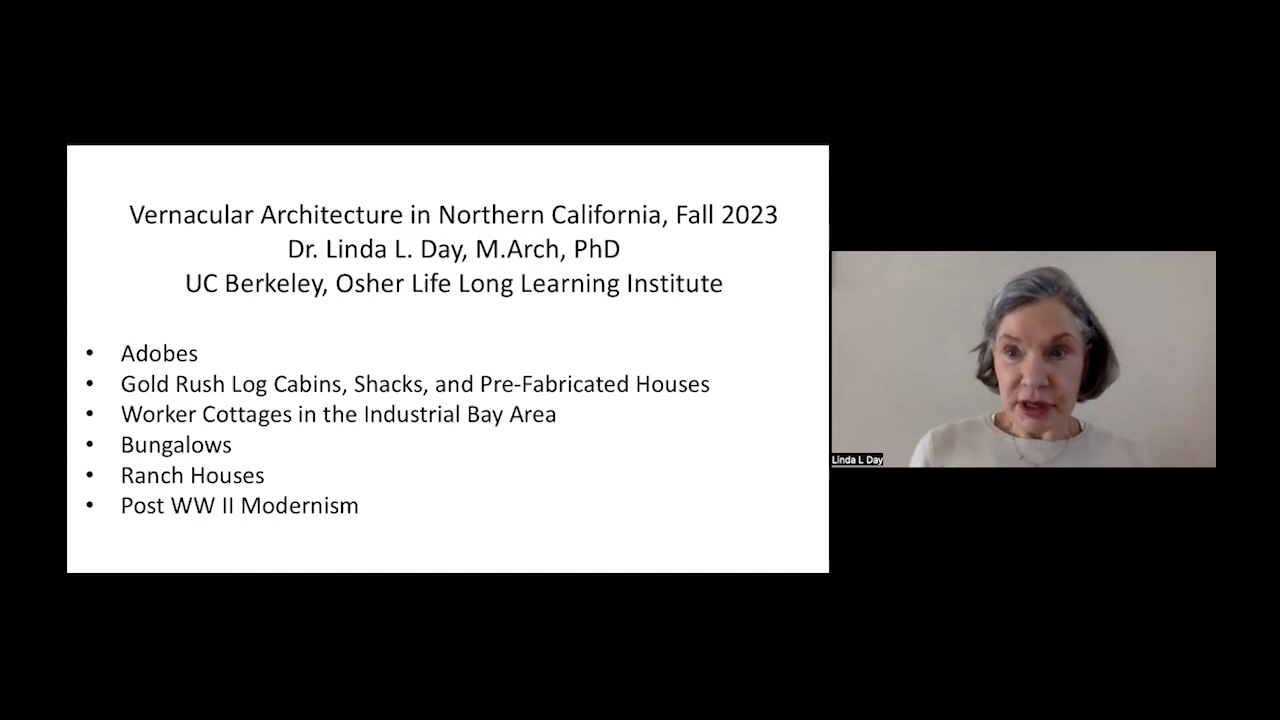 Vernacular Architecture in Northern California, Fall 2023
Dr. Linda L. Day, M.Arch, PhD
UC Berkeley, Osher Life Long Learning Institute
• Adobes
• Gold Rush Log Cabins, Shacks, and Pre-Fabricated Houses
• Worker Cottages in the Industrial Bay Area
• Bungalows
• Ranch Houses
• Post WW II Modernism
Linda L Day